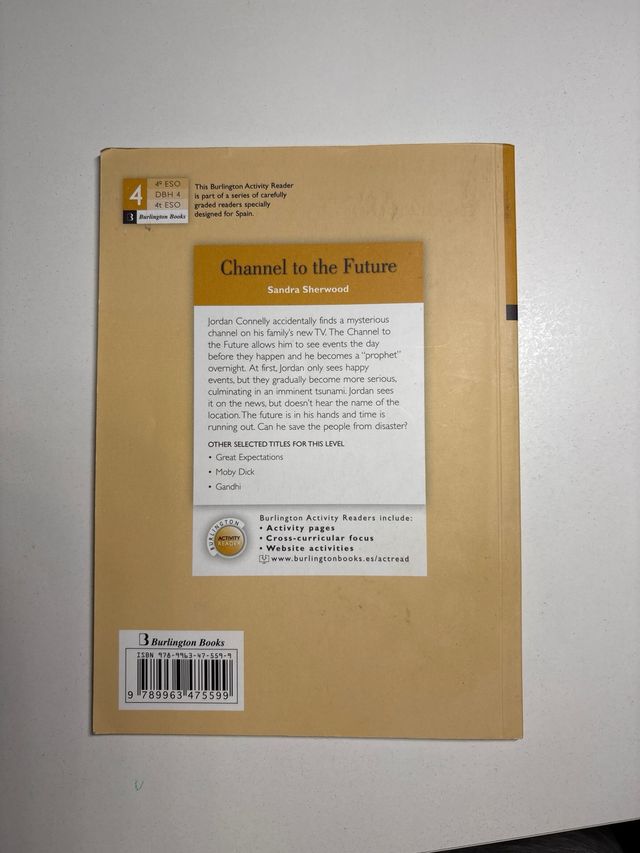 4
4º ESO
DBH 4
4t ESO
B Burlington Books
This Burlington Activity Reader
is part of a series of carefully
graded readers specially
designed for Spain.
Channel to the Future
Sandra Sherwood
Jordan Connelly accidentally finds a mysterious
channel on his family's new TV. The Channel to
the Future allows him to see events the day
before they happen and he becomes a "prophet"
overnight. At first, Jordan only sees happy
events, but they gradually become more serious,
culminating in an imminent tsunami. Jordan sees
it on the news, but doesn't hear the name of the
location. The future is in his hands and time is
running out. Can he save the people from disaster?
OTHER SELECTED TITLES FOR THIS LEVEL
• Great Expectations
• Moby Dick
• Gandhi
BURLINGTON
ACTIVITY
READER
Burlington Activity Readers include:
• Activity pages
• Cross-curricular focus
• Website activities
www.burlingtonbooks.es/actread
B Burlington Books
ISBN 978-9963-47-559-9
9 789963 475599